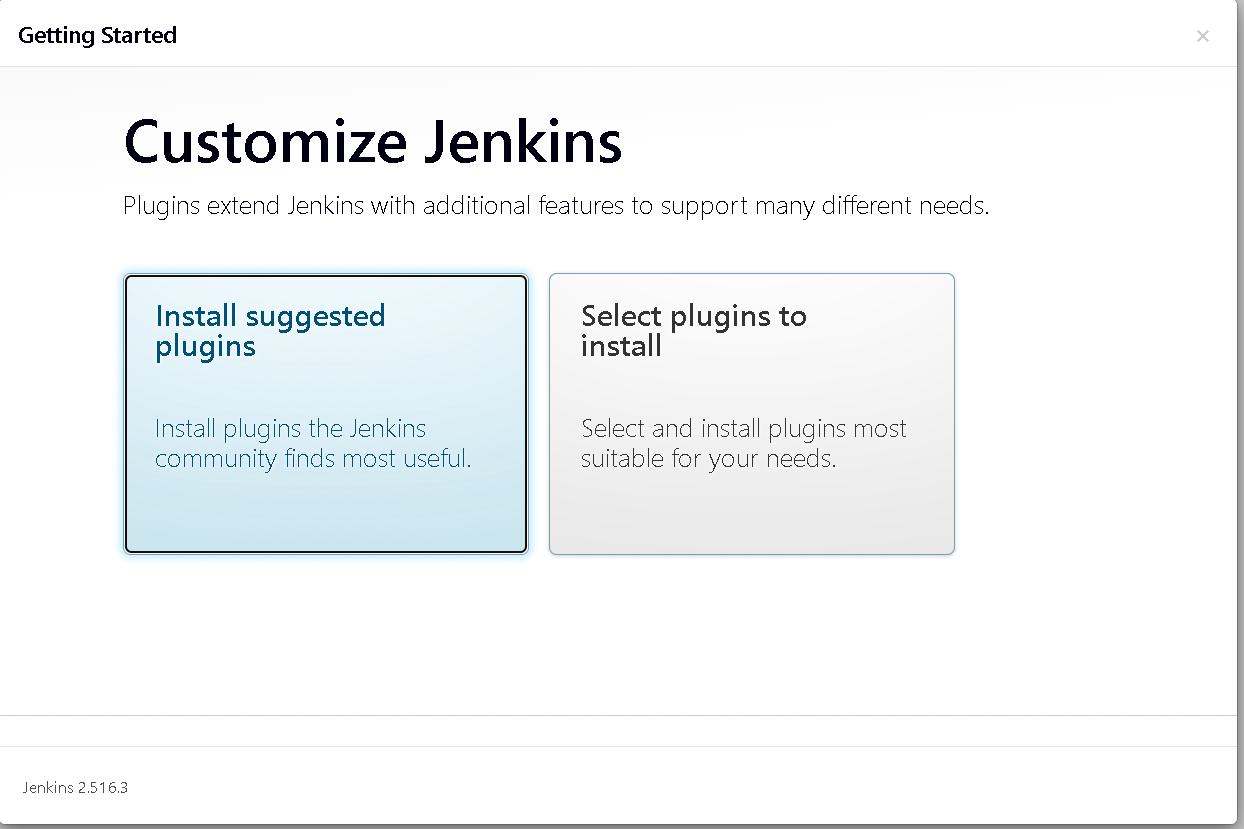 Getting Started
×
Customize Jenkins
Plugins extend Jenkins with additional features to support many different needs.
Install suggested
plugins
Install plugins the Jenkins
community finds most useful.
Select plugins to
install
Select and install plugins most
suitable for your needs.
Jenkins 2.516.3